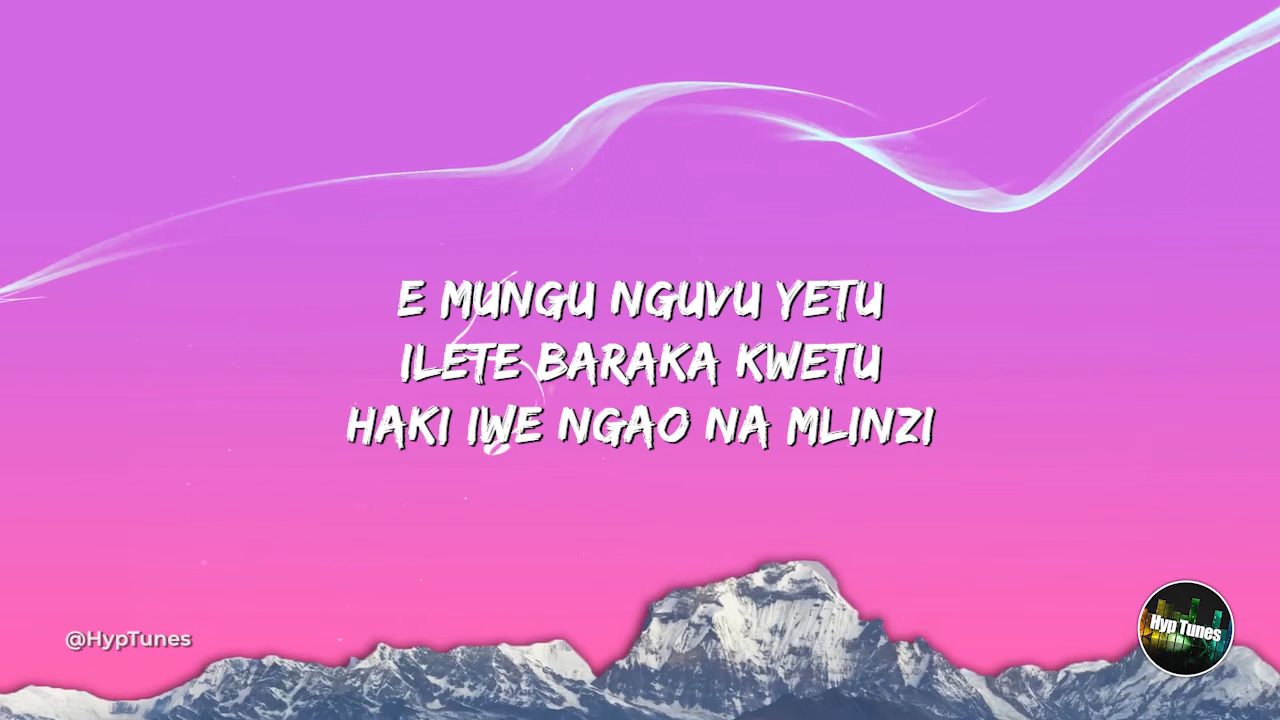 E MUNGU NGUVU YETU
ILETE BARAKA KWETU
HAKI IWE NGAO NA MLINZI
@HypTunes
Hyp Tunes